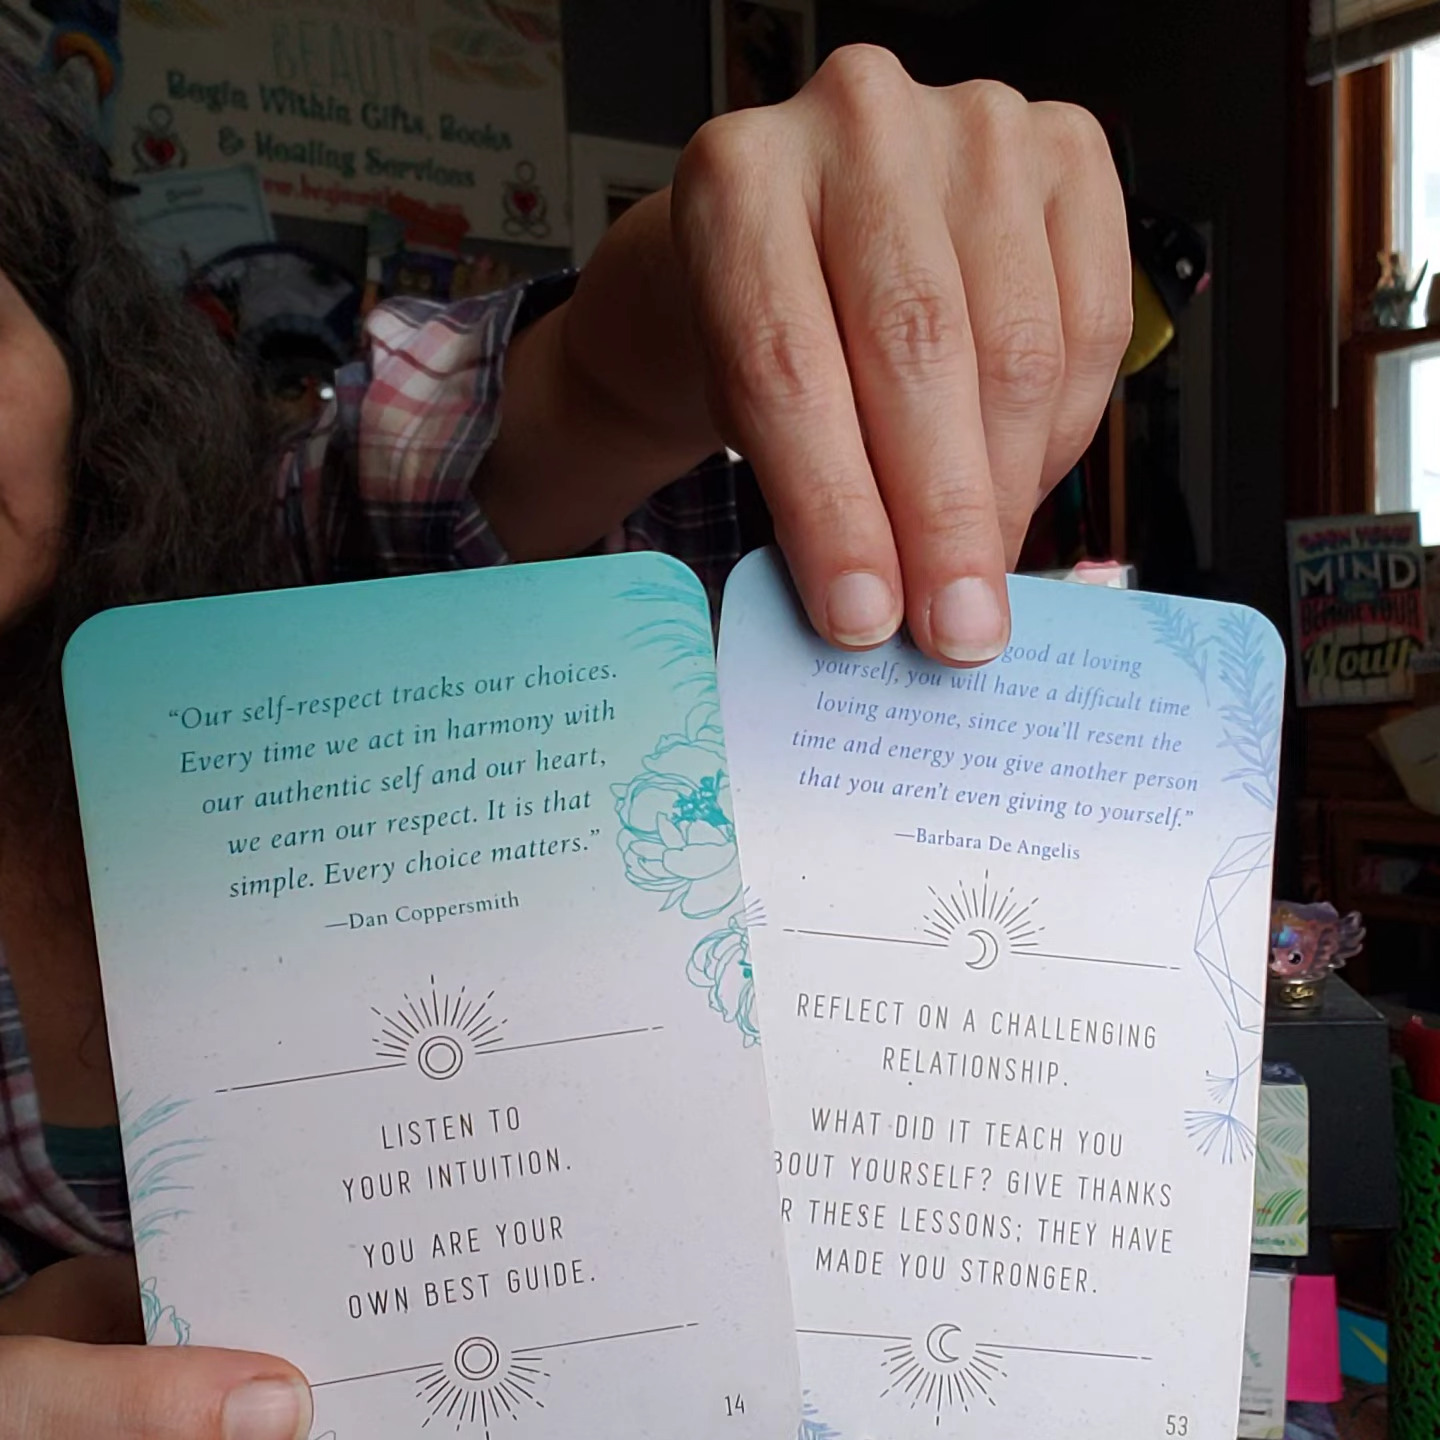 BEAUTY
Begin Within Gifts, Books
& Healing Services
"Our self-respect tracks our choices.
Every time we act in harmony with
our authentic self and our heart,
we earn our respect. It is that
simple. Every choice matters."
—Dan Coppersmith
LISTEN TO
YOUR INTUITION.
YOU ARE YOUR
OWN BEST GUIDE.
14
good at loving
yourself, you will have a difficult time
loving anyone, since you'll resent the
time and energy you give another person
that you aren't even giving to yourself."
—Barbara De Angelis
REFLECT ON A CHALLENGING
RELATIONSHIP.
WHAT DID IT TEACH YOU
BOUT YOURSELF? GIVE THANKS
R THESE LESSONS; THEY HAVE
MADE YOU STRONGER.
53
MIND
YOUR
Mouth